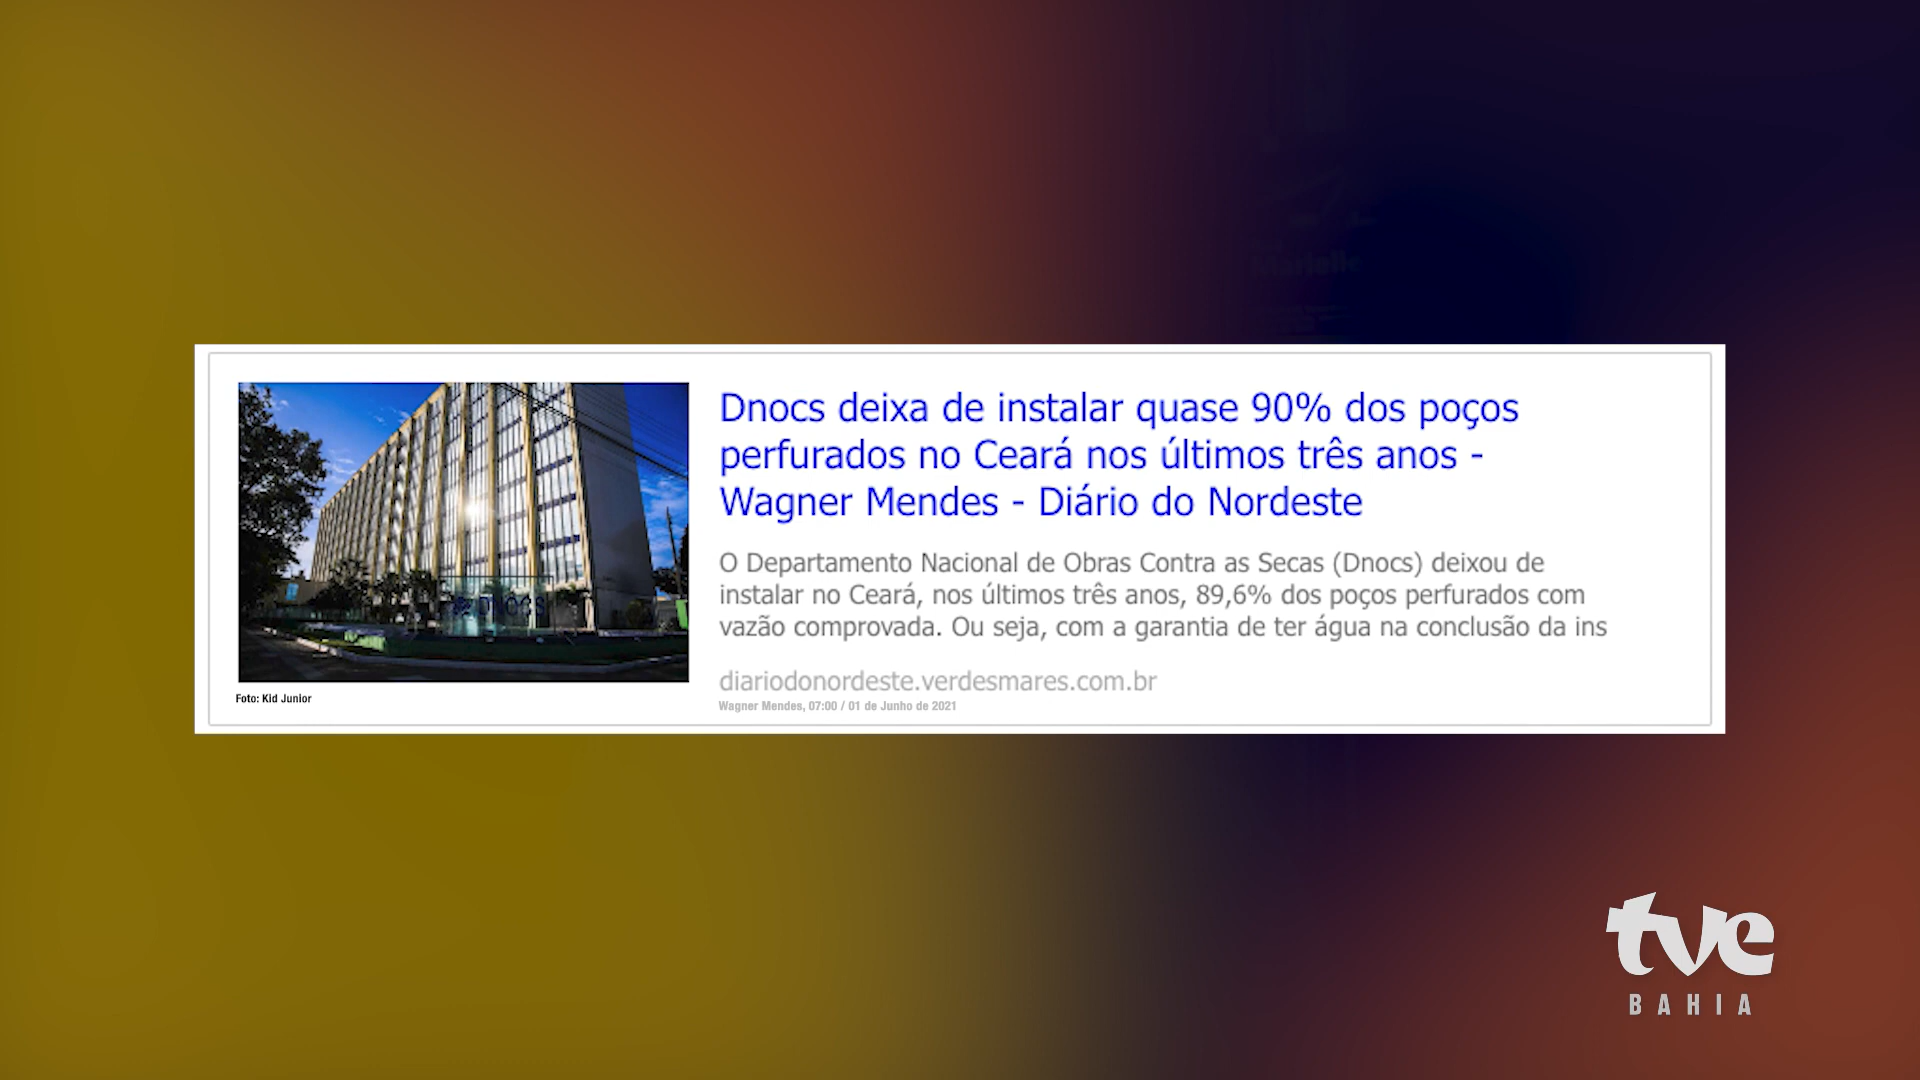 Dnocs deixa de instalar quase 90% dos poços
perfurados no Ceará nos últimos três anos -
Wagner Mendes - Diário do Nordeste
O Departamento Nacional de Obras Contra as Secas (Dnocs) deixou de
instalar no Ceará, nos últimos três anos, 89,6% dos poços perfurados com
vazão comprovada. Ou seja, com a garantia de ter água na conclusão da ins
diariodonordeste.verdesmares.com.br
Wagner Mendes, 07:00 / 01 de Junho de 2021
DNOCS
Foto: Kid Junior
tve
BAHIA